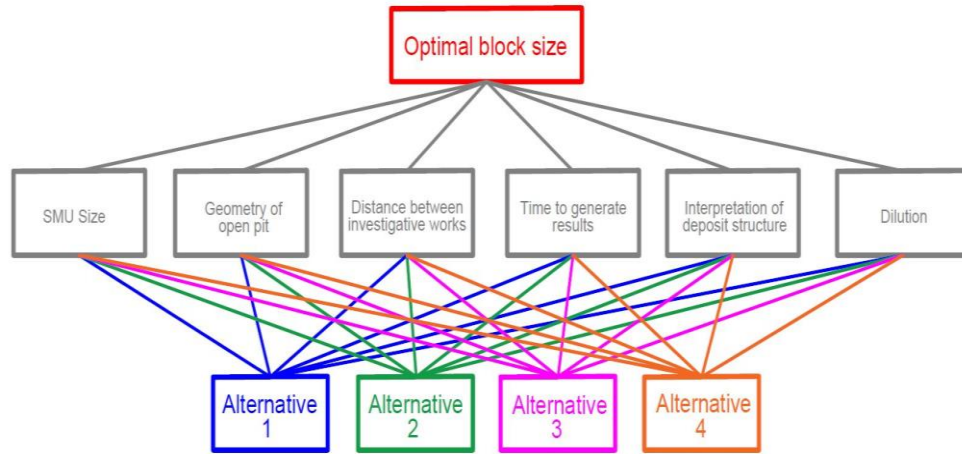 Optimal block size
SMU Size
Geometry of
open pit
Distance between
investigative works
Time to generate
results
Interpretation of
deposit structure
Dilution
Alternative
1
Alternative
2
Alternative
3
Alternative
4